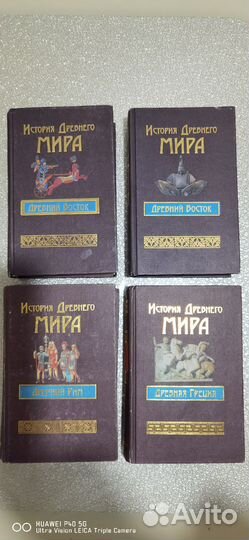 История Древнего
МИРА
Древний Восток
История Древнего
МИРА
Древний Восток
История Древнего
МИРА
Древний Рим
История Древнего
МИРА
Древняя Греция
HUAWEI P40 5G
Ultra Vision LEICA Triple Camera
Avito